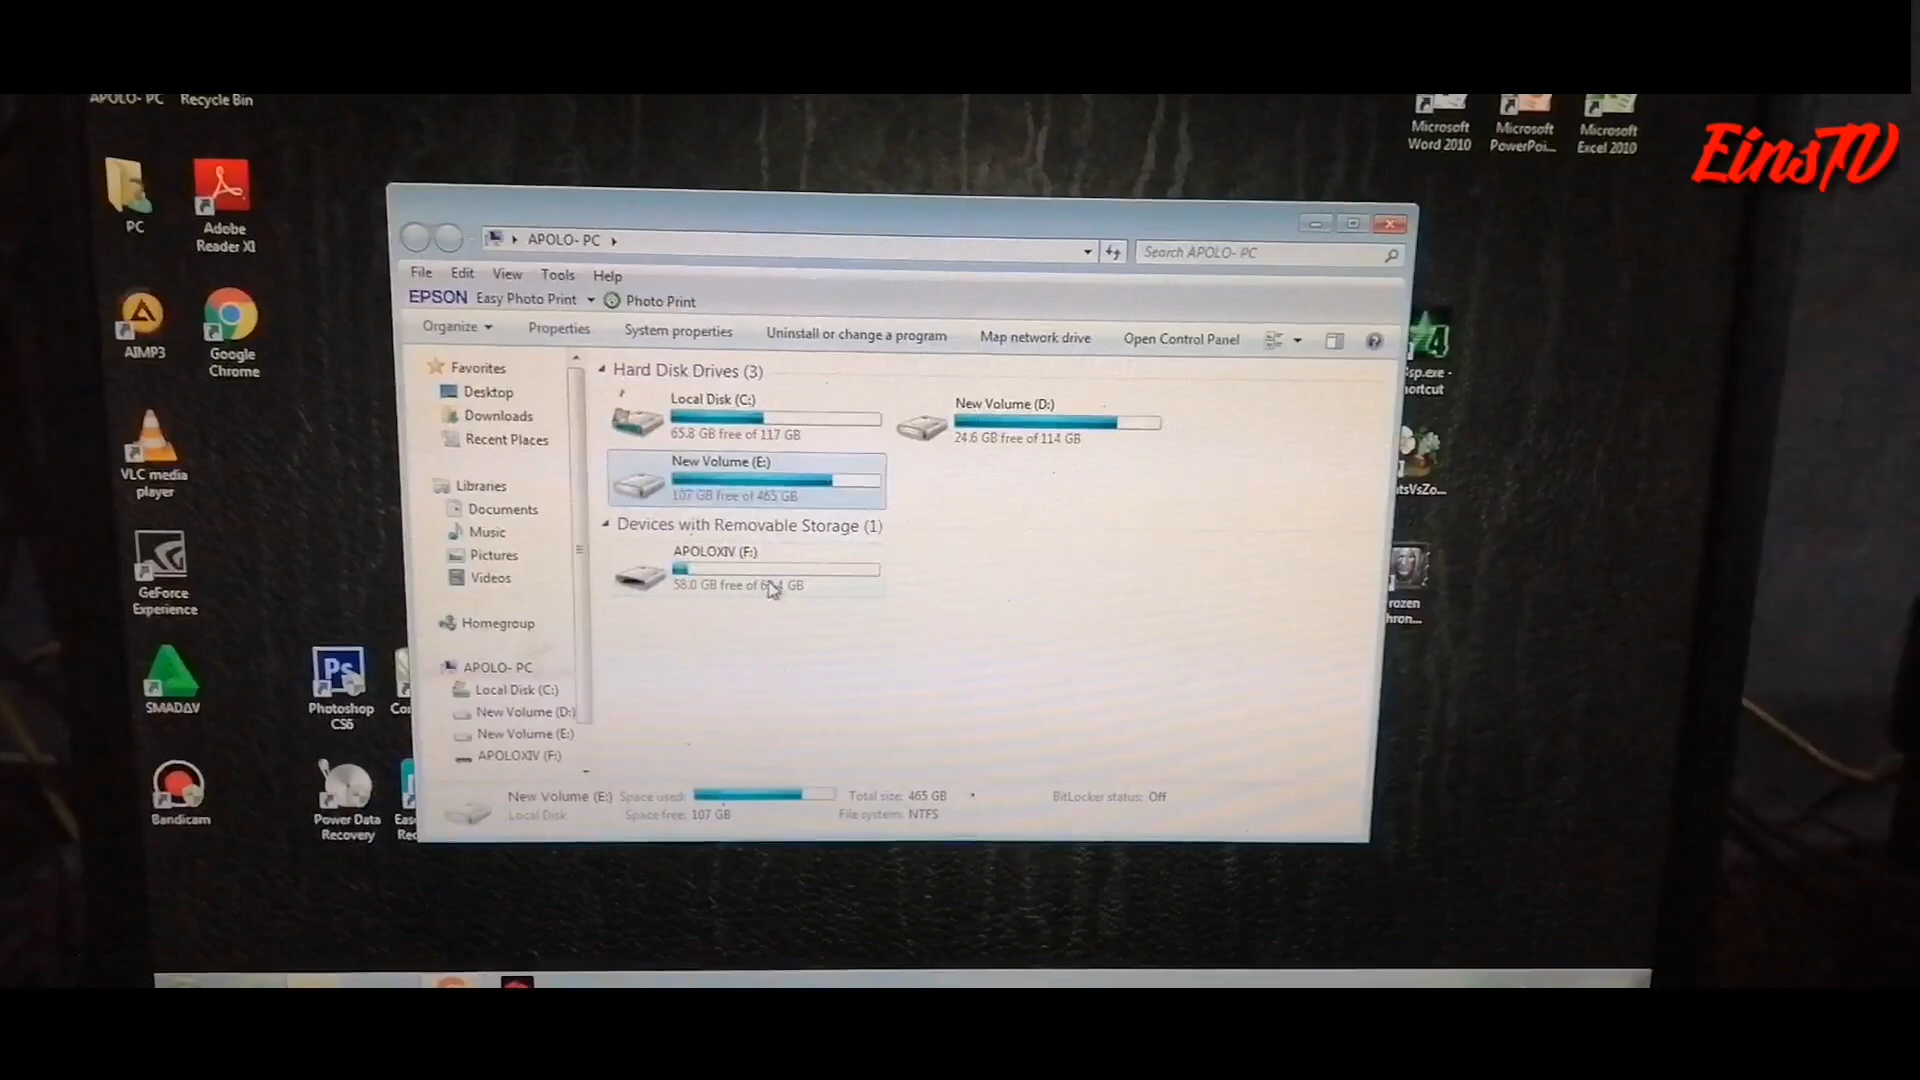 APOLO- PC
Recycle Bin
Microsoft Word 2010
Microsoft PowerPoi...
Microsoft Excel 2010
EinsTV
PC
Adobe Reader XI
AIMP3
Google Chrome
VLC media player
GeForce Experience
SMADΔV
Photoshop CS6
Bandicam
Power Data Recovery
APOLO- PC
Search APOLO- PC
File Edit View Tools Help
EPSON Easy Photo Print Photo Print
Organize Properties System properties Uninstall or change a program Map network drive Open Control Panel
Favorites
Desktop
Downloads
Recent Places
Libraries
Documents
Music
Pictures
Videos
Homegroup
APOLO- PC
Local Disk (C:)
New Volume (D:)
New Volume (E:)
APOLOXIV (F:)
Hard Disk Drives (3)
Local Disk (C:)
65.8 GB free of 117 GB
New Volume (D:)
24.6 GB free of 114 GB
New Volume (E:)
107 GB free of 465 GB
Devices with Removable Storage (1)
APOLOXIV (F:)
58.0 GB free of GB
New Volume (E:) Space used: Total size: 465 GB BitLocker status: Off
Local Disk Space free: 107 GB File system: NTFS